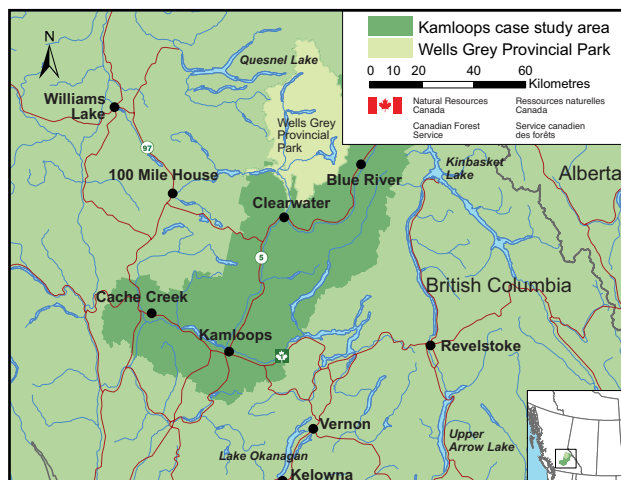 Kamloops case study area
Wells Grey Provincial Park
0 10 20 40 60
Kilometres
Natural Resources
Canada
Ressources naturelles
Canada
Canadian Forest
Service
Service canadien
des forêts
N
Quesnel Lake
Williams
Lake
Wells Grey
Provincial
Park
97
100 Mile House
Blue River
Kinbasket
Lake
Alberta
Clearwater
5
British Columbia
Cache Creek
Kamloops
Revelstoke
Vernon
Lake Okanagan
Upper
Arrow Lake
Kelowna